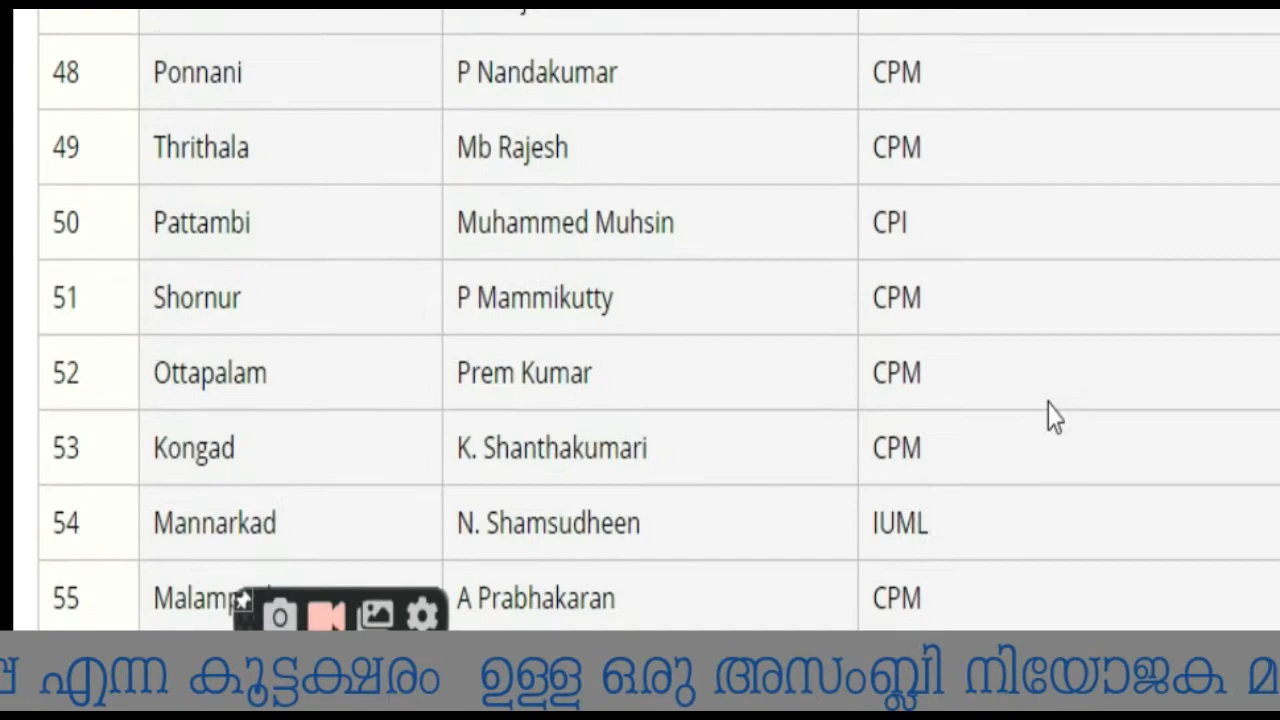 48 Ponnani P Nandakumar CPM
49 Thrithala Mb Rajesh CPM
50 Pattambi Muhammed Muhsin CPI
51 Shornur P Mammikutty CPM
52 Ottapalam Prem Kumar CPM
53 Kongad K. Shanthakumari CPM
54 Mannarkad N. Shamsudheen IUML
55 A Prabhakaran CPM
എന്ന കൂട്ടക്ഷരം ഉള്ള ഒരു അസംബ്ലി നിയോജക